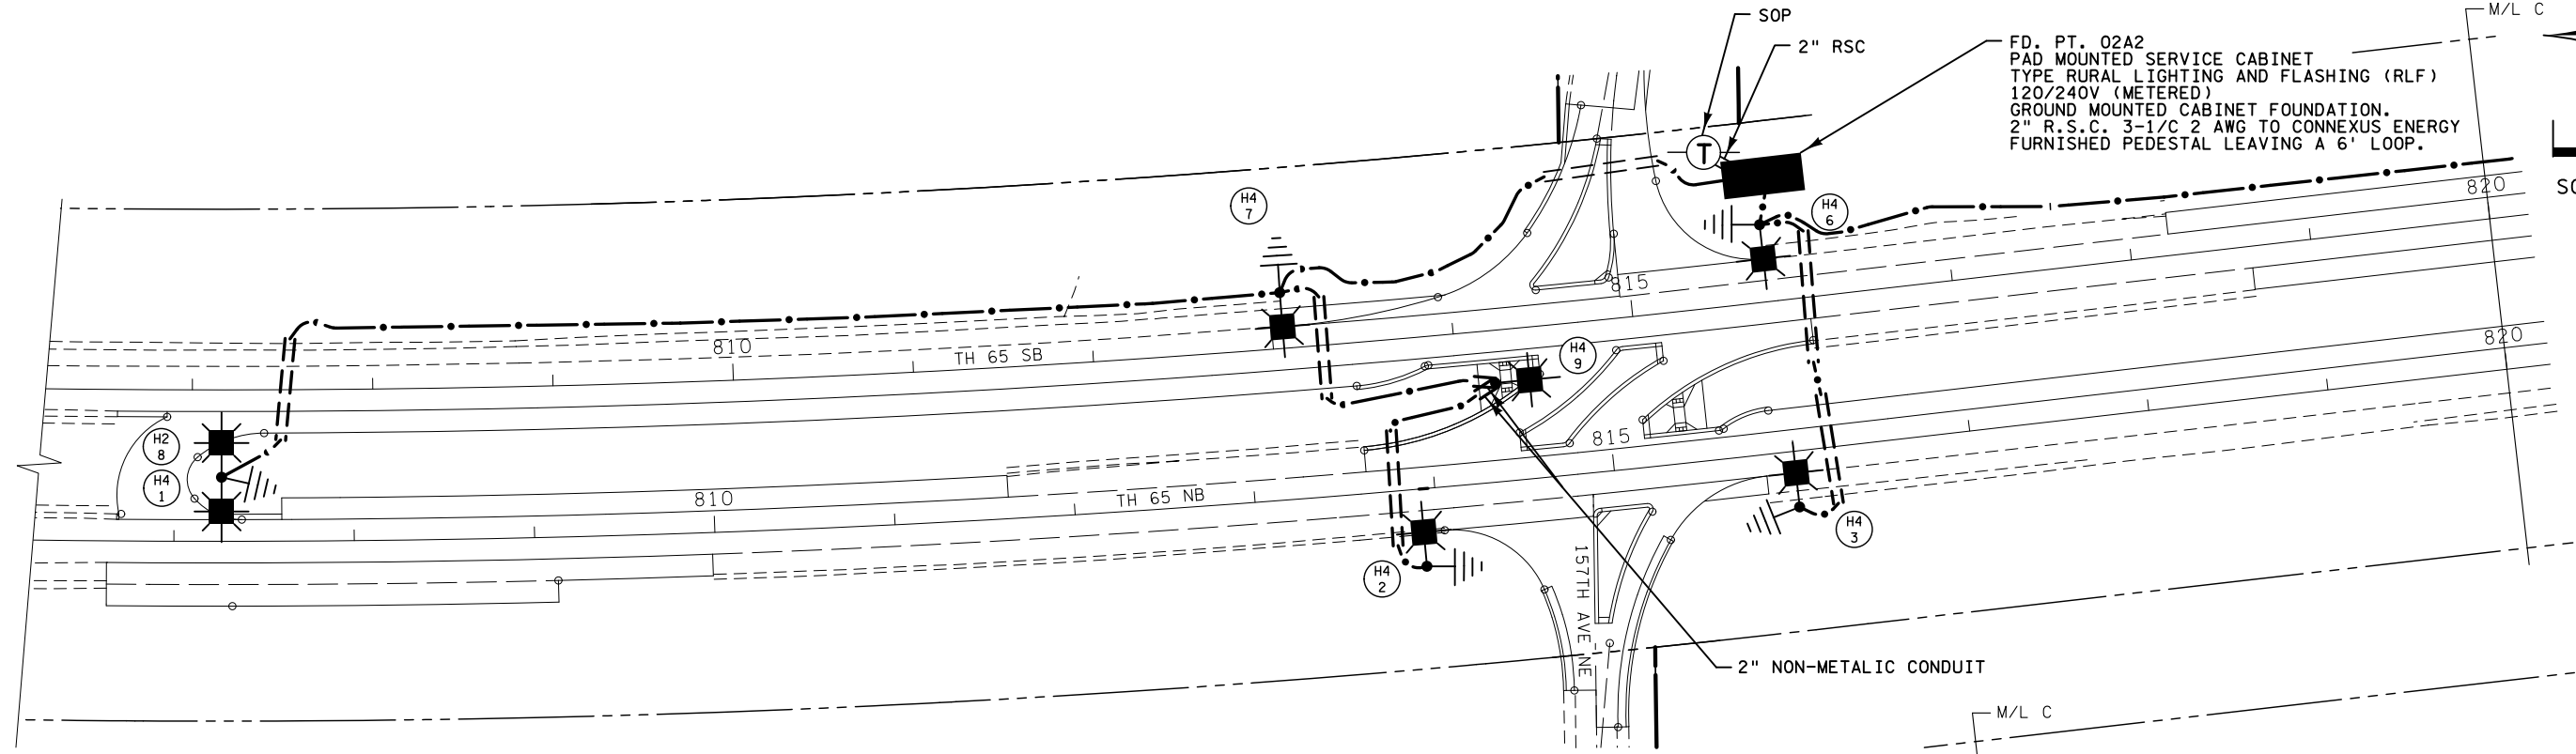 M/L C
SOP
2" RSC
FD. PT. 02A2
PAD MOUNTED SERVICE CABINET
TYPE RURAL LIGHTING AND FLASHING (RLF)
120/240V (METERED)
GROUND MOUNTED CABINET FOUNDATION.
2" R.S.C. 3-1/C 2 AWG TO CONNEXUS ENERGY
FURNISHED PEDESTAL LEAVING A 6' LOOP.
T
820
H4
7
H4
6
815
820
810
TH 65 SB
H4
9
H2
8
H4
1
815
810
TH 65 NB
H4
3
H4
2
157TH AVE NE
2" NON-METALIC CONDUIT
M/L C